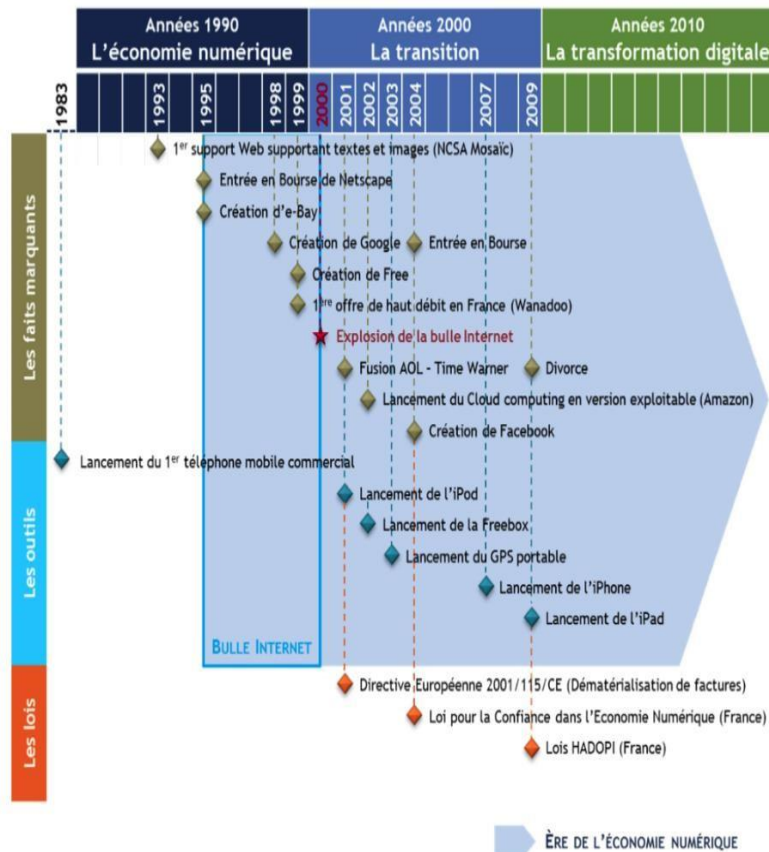 Années 1990
L'économie numérique
Années 2000
La transition
Années 2010
La transformation digitale
1983
1993
1995
1998
1999
2000
2001
2002
2003
2004
2007
2009
Les faits marquants
1er support Web supportant textes et images (NCSA Mosaïc)
Entrée en Bourse de Netscape
Création d'e-Bay
Création de Google
Entrée en Bourse
Création de Free
1ère offre de haut débit en France (Wanadoo)
Explosion de la bulle Internet
Fusion AOL - Time Warner
Divorce
Lancement du Cloud computing en version exploitable (Amazon)
Création de Facebook
Les outils
Lancement du 1er téléphone mobile commercial
Lancement de l'iPod
Lancement de la Freebox
Lancement du GPS portable
Lancement de l'iPhone
Lancement de l'iPad
BULLE INTERNET
Les lois
Directive Européenne 2001/115/CE (Dématérialisation de factures)
Loi pour la Confiance dans l'Economie Numérique (France)
Lois HADOPI (France)
ÈRE DE L'ÉCONOMIE NUMÉRIQUE